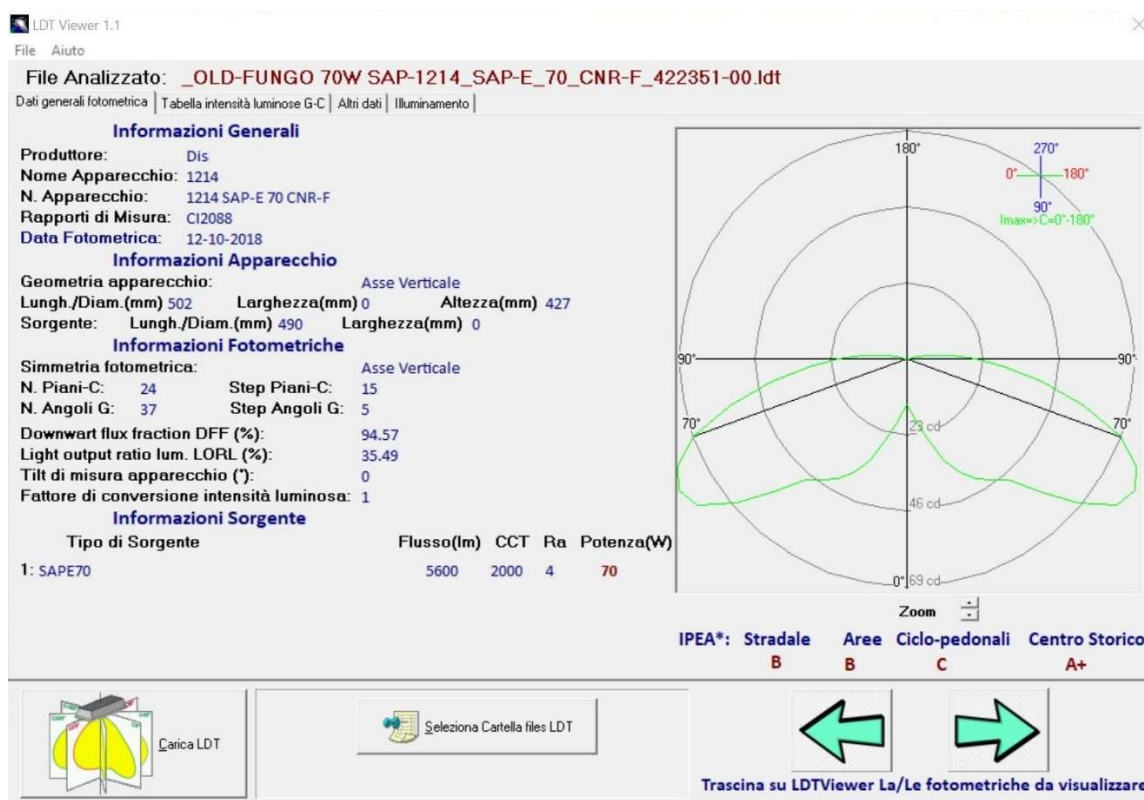 LDT Viewer 1.1
File Aiuto
File Analizzato: _OLD-FUNGO 70W SAP-1214_SAP-E_70_CNR-F_422351-00.ldt
Dati generali fotometrica Tabella intensità luminose G-C Altri dati Illuminamento
Informazioni Generali
Produttore: Dis
Nome Apparecchio: 1214
N. Apparecchio: 1214 SAP-E 70 CNR-F
Rapporti di Misura: CI2088
Data Fotometrica: 12-10-2018
Informazioni Apparecchio
Geometria apparecchio: Asse Verticale
Lungh./Diam.(mm) 502 Larghezza(mm) 0 Altezza(mm) 427
Sorgente: Lungh./Diam.(mm) 490 Larghezza(mm) 0
Informazioni Fotometriche
Simmetria fotometrica: Asse Verticale
N. Piani-C: 24 Step Piani-C: 15
N. Angoli G: 37 Step Angoli G: 5
Downwart flux fraction DFF (%): 94.57
Light output ratio lum. LORL (%): 35.49
Tilt di misura apparecchio (°): 0
Fattore di conversione intensità luminosa: 1
Informazioni Sorgente
Tipo di Sorgente Flusso(lm) CCT Ra Potenza(W)
1: SAPE70 5600 2000 4 70
180°
270°
0° 180°
90°
Imax=>C=0°-180°
90° 90°
70° 70°
23 cd
46 cd
0° 69 cd
Zoom
IPEA*: Stradale Aree Ciclo-pedonali Centro Storico
B B C A+
Carica LDT
Seleziona Cartella files LDT
Trascina su LDTViewer La/Le fotometriche da visualizzare